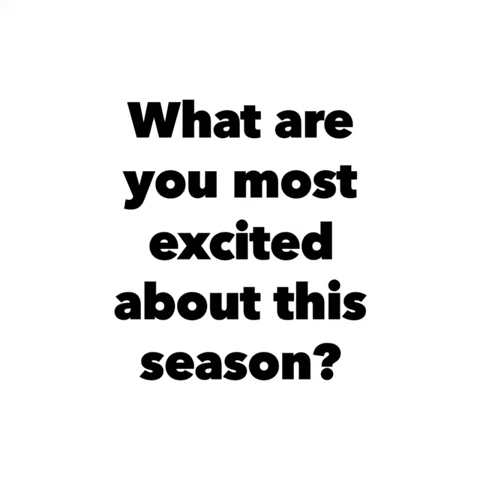 What are
you most
excited
about this
season?